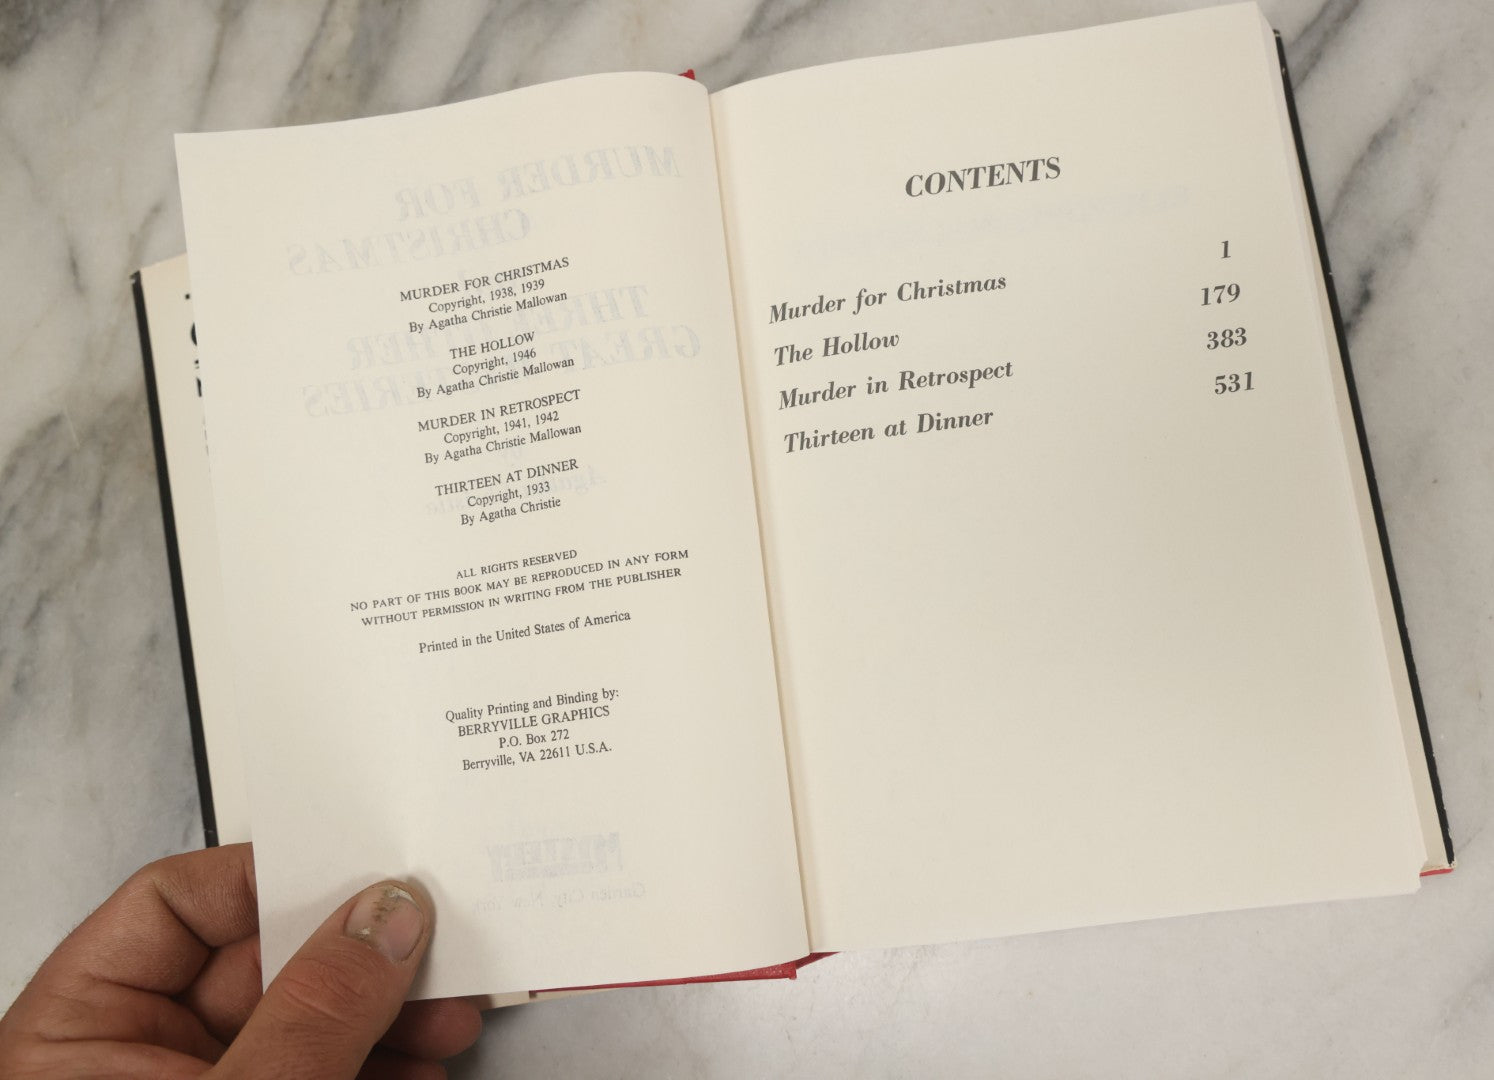 MURDER FOR CHRISTMAS
Copyright, 1938, 1939
By Agatha Christie Mallowan
THE HOLLOW
Copyright, 1946
By Agatha Christie Mallowan
MURDER IN RETROSPECT
Copyright, 1941, 1942
By Agatha Christie Mallowan
THIRTEEN AT DINNER
Copyright, 1933
By Agatha Christie
ALL RIGHTS RESERVED
NO PART OF THIS BOOK MAY BE REPRODUCED IN ANY FORM
WITHOUT PERMISSION IN WRITING FROM THE PUBLISHER
Printed in the United States of America
Quality Printing and Binding by:
BERRYVILLE GRAPHICS
P.O. Box 272
Berryville, VA 22611 U.S.A.
CONTENTS
Murder for Christmas 1
The Hollow 179
Murder in Retrospect 383
Thirteen at Dinner 531